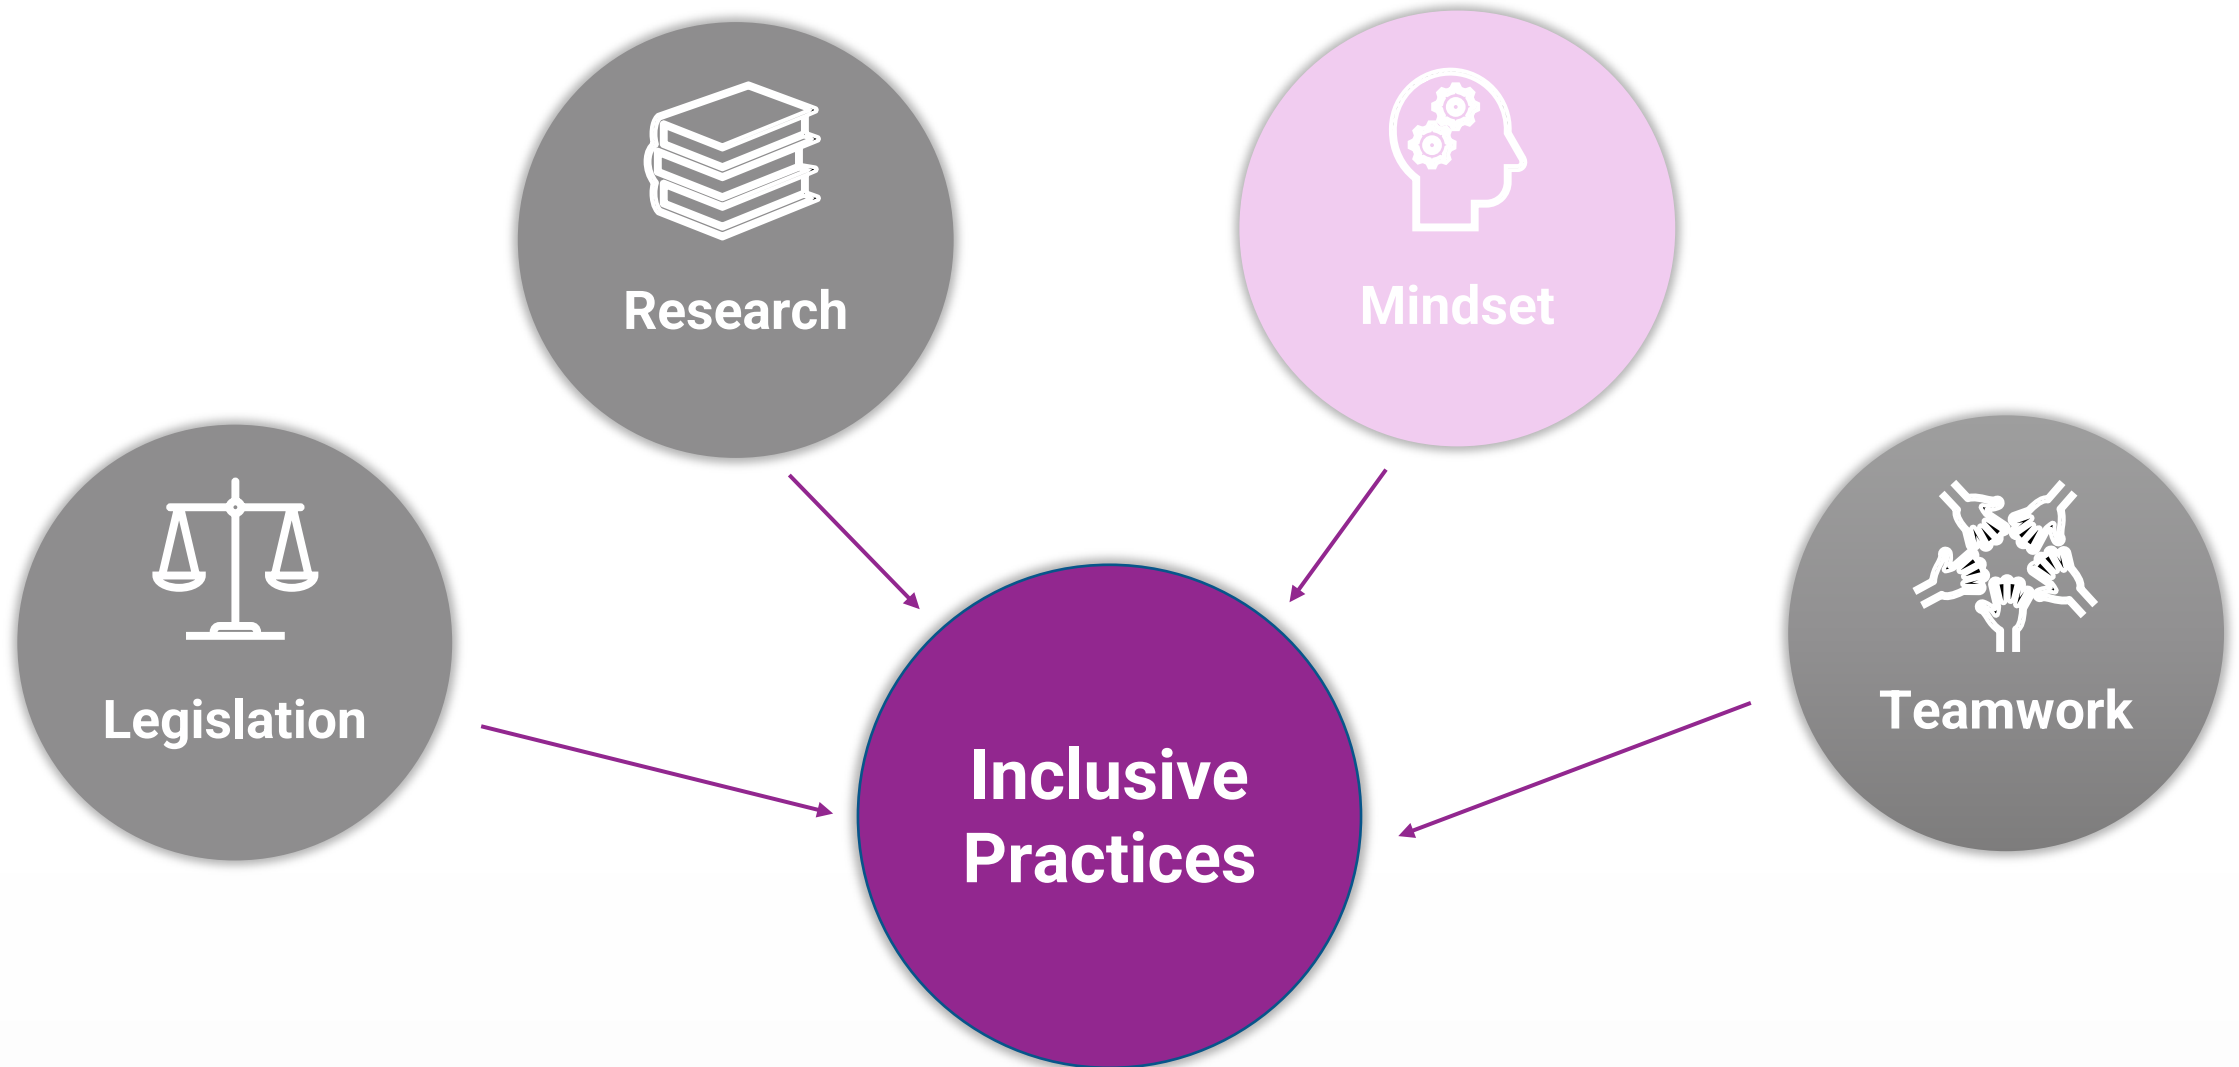 Research
Mindset
Legislation
Teamwork
Inclusive
Practices